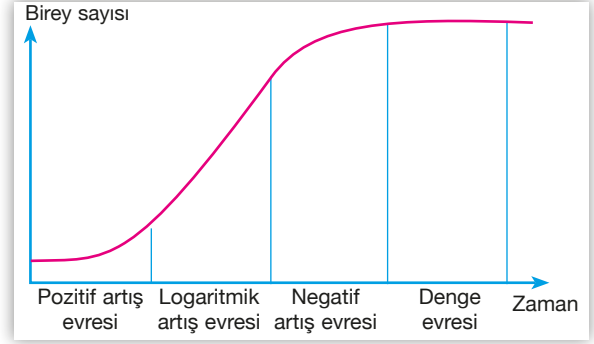 Birey sayısı
Pozitif artış
evresi
Logaritmik
artış evresi
Negatif
artış evresi
Denge
evresi
Zaman